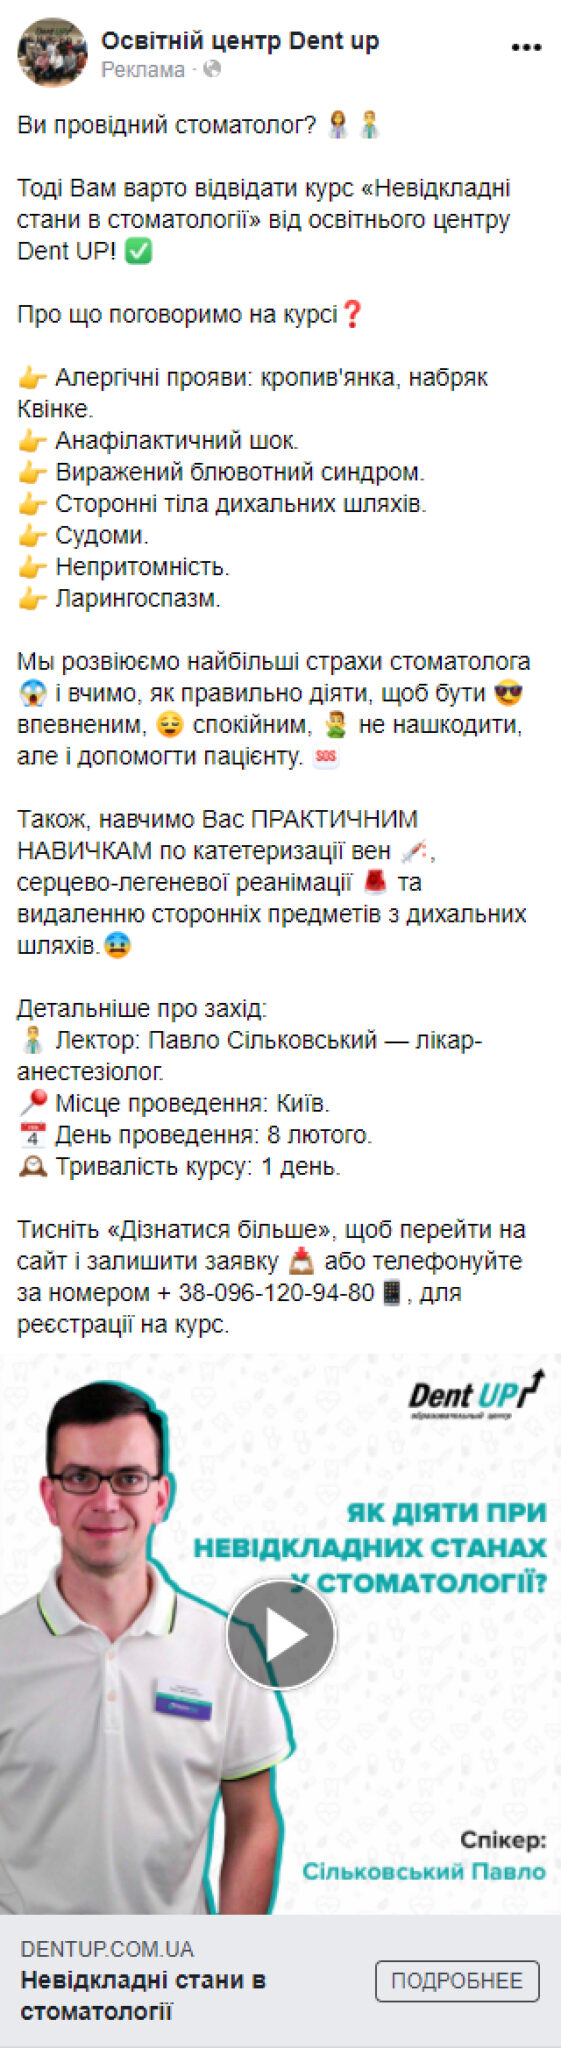 Освітній центр Dent up
Реклама ·
Ви провідний стоматолог? 👩‍⚕️ 👨‍⚕️
Тоді Вам варто відвідати курс «Невідкладні
стани в стоматології» від освітнього центру
Dent UP! ✅
Про що поговоримо на курсі❓
👉 Алергічні прояви: кропив'янка, набряк
Квінке.
👉 Анафілактичний шок.
👉 Виражений блювотний синдром.
👉 Сторонні тіла дихальних шляхів.
👉 Судоми.
👉 Непритомність.
👉 Ларингоспазм.
Мы розвіюємо найбільші страхи стоматолога
😱 і вчимо, як правильно діяти, щоб бути 😎
впевненим, 😌 спокійним, 🤦‍♂️ не нашкодити,
але і допомогти пацієнту. 🆘
Також, навчимо Вас ПРАКТИЧНИМ
НАВИЧКАМ по катетеризації вен 💉,
серцево-легеневої реанімації та
видаленню сторонніх предметів з дихальних
шляхів.😰
Детальніше про захід:
👨‍⚕️ Лектор: Павло Сільковський — лікар-
анестезіолог.
📍 Місце проведення: Київ.
📅 День проведення: 8 лютого.
🕰 Тривалість курсу: 1 день.
Тисніть «Дізнатися більше», щоб перейти на
сайт і залишити заявку 📥 або телефонуйте
за номером + 38-096-120-94-80📱, для
реєстрації на курс.
Dent UP
образовательный центр
ЯК ДІЯТИ ПРИ
НЕВІДКЛАДНИХ СТАНАХ
У СТОМАТОЛОГІЇ?
Спікер:
Сільковський Павло
DENTUP.COM.UA
Невідкладні стани в
стоматології
ПОДРОБНЕЕ